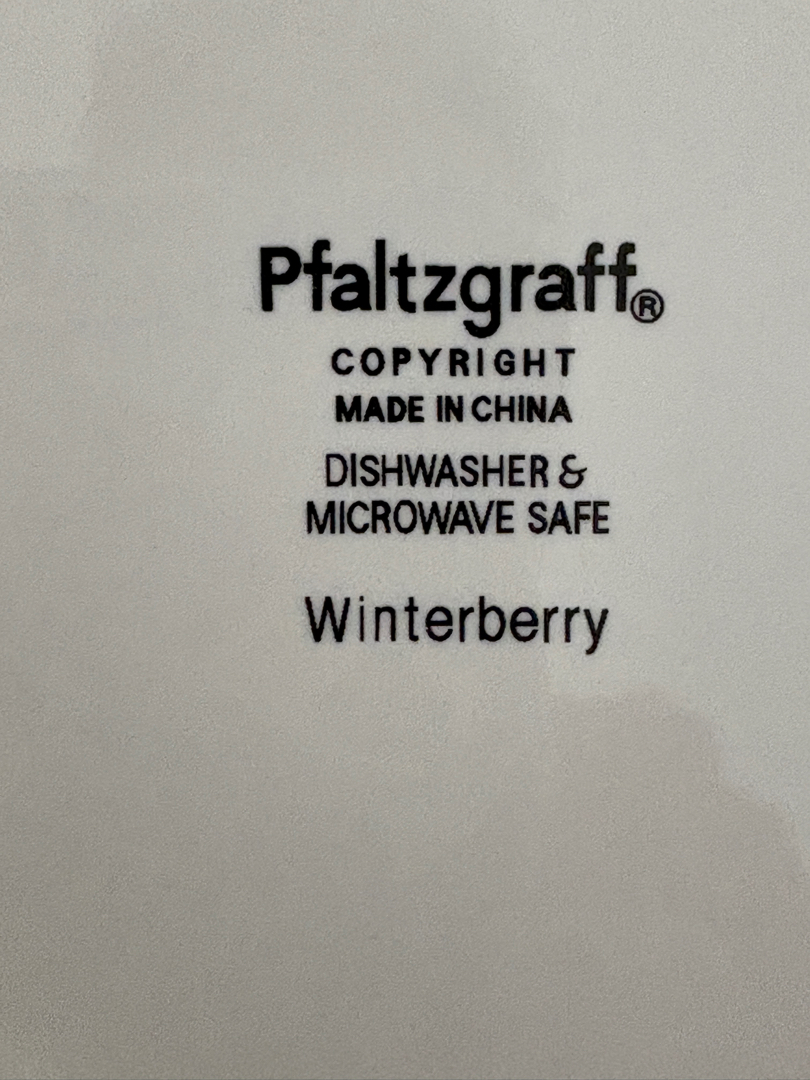 Pfaltzgraff®
COPYRIGHT
MADE IN CHINA
DISHWASHER &
MICROWAVE SAFE
Winterberry